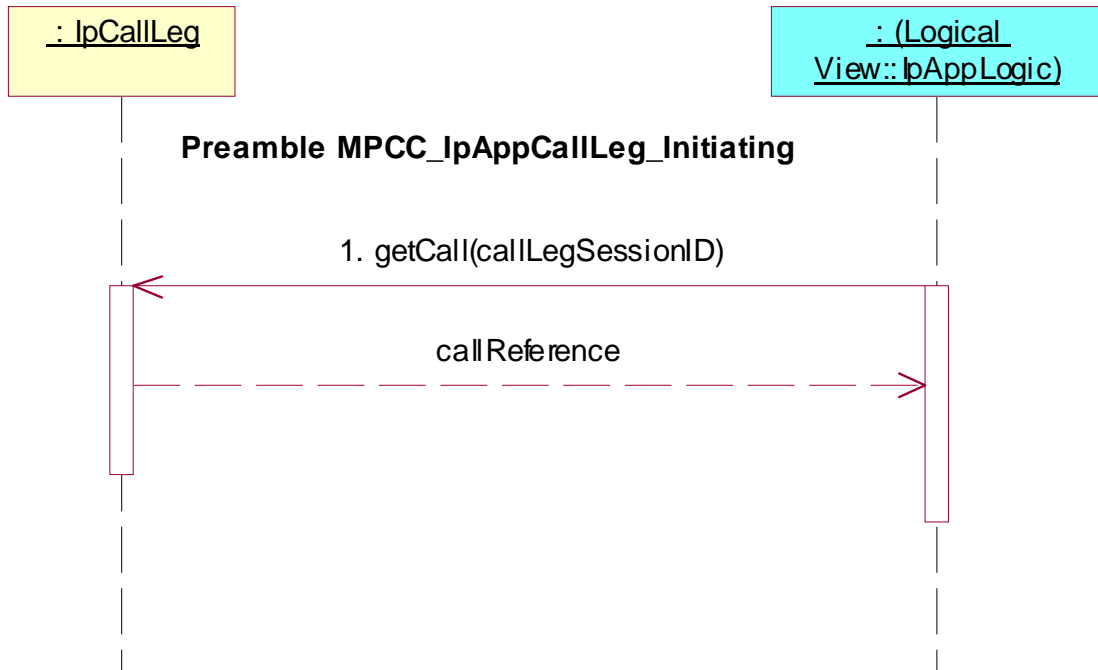 : IpCallLeg
: (Logical
View::IpAppLogic)
Preamble MPCC_IpAppCallLeg_Initiating
1. getCall(callLegSessionID)
callReference